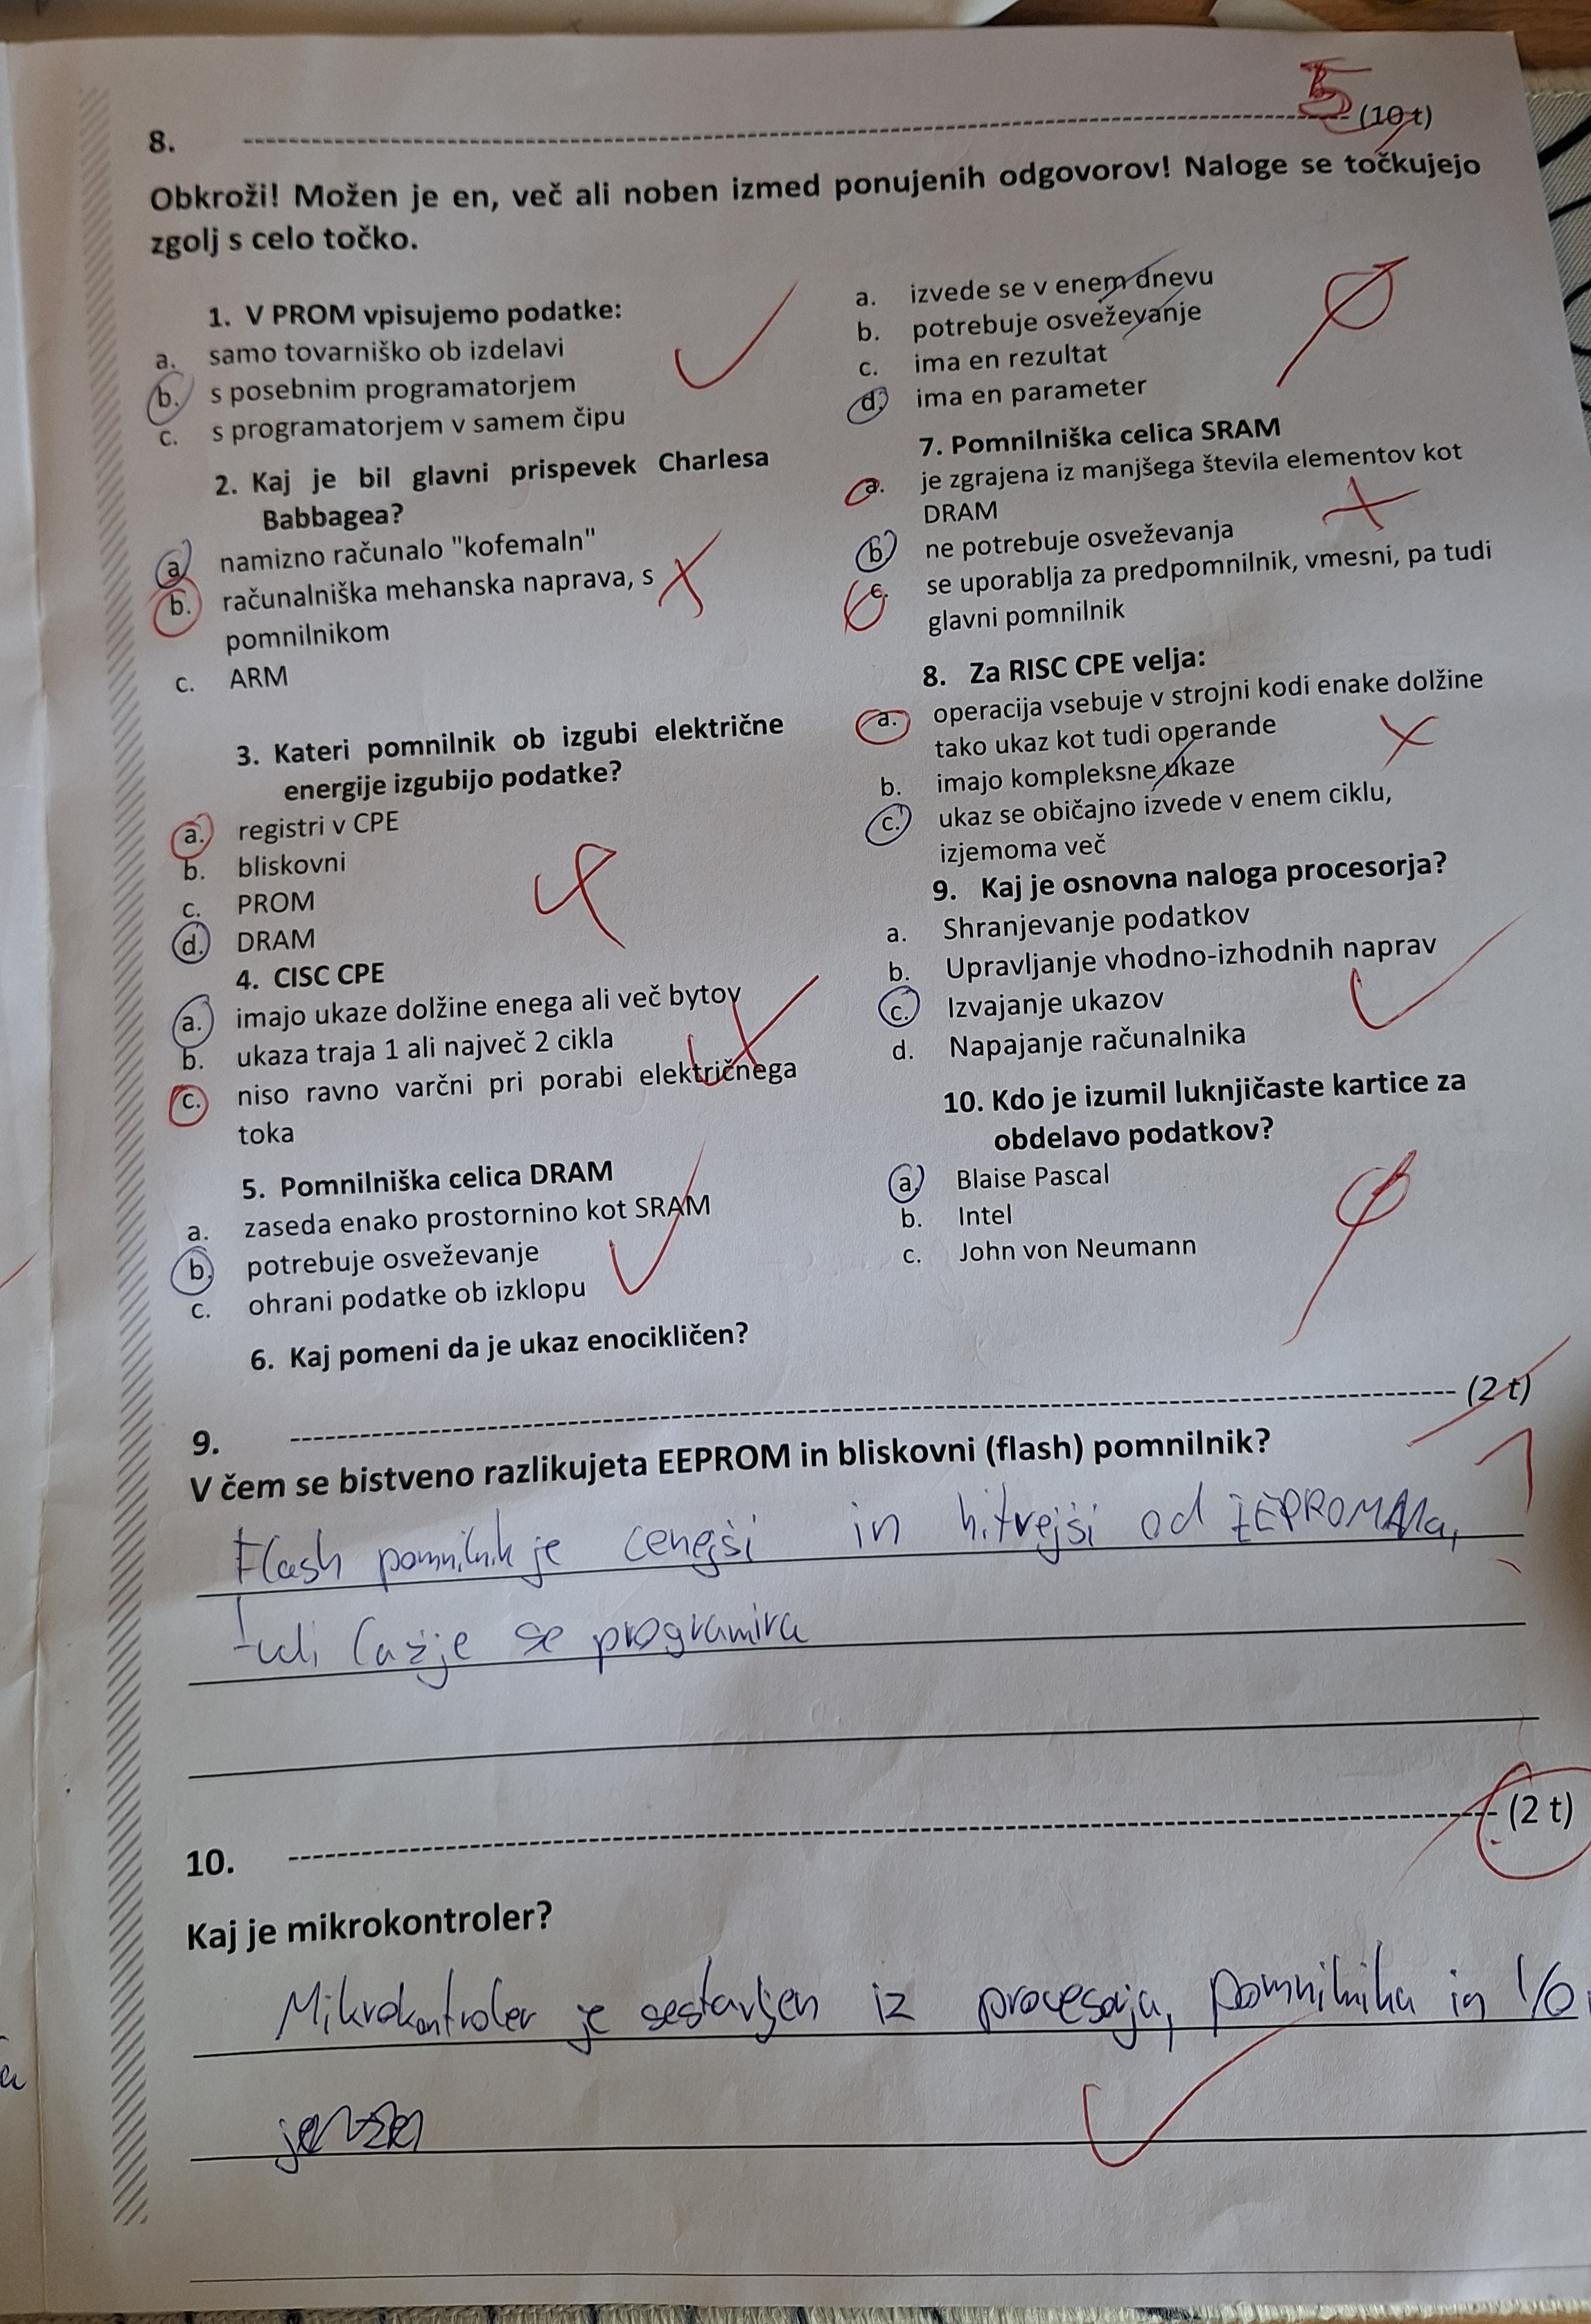 5
8. (10 t)
Obkroži! Možen je en, več ali noben izmed ponujenih odgovorov! Naloge se točkujejo
zgolj s celo točko.
1. V PROM vpisujemo podatke:
a. samo tovarniško ob izdelavi
b. s posebnim programatorjem
c. s programatorjem v samem čipu
2. Kaj je bil glavni prispevek Charlesa
Babbagea?
a. namizno računalo "kofemaln"
b. računalniška mehanska naprava, s
pomnilnikom
c. ARM
3. Kateri pomnilnik ob izgubi električne
energije izgubijo podatke?
a. registri v CPE
b. bliskovni
c. PROM
d. DRAM
4. CISC CPE
a. imajo ukaze dolžine enega ali več bytov
b. ukaza traja 1 ali največ 2 cikla
c. niso ravno varčni pri porabi električnega
toka
5. Pomnilniška celica DRAM
a. zaseda enako prostornino kot SRAM
b. potrebuje osveževanje
c. ohrani podatke ob izklopu
6. Kaj pomeni da je ukaz enocikličen?
a. izvede se v enem dnevu
b. potrebuje osveževanje
c. ima en rezultat
d. ima en parameter
7. Pomnilniška celica SRAM
a. je zgrajena iz manjšega števila elementov kot
DRAM
b. ne potrebuje osveževanja
c. se uporablja za predpomnilnik, vmesni, pa tudi
glavni pomnilnik
8. Za RISC CPE velja:
a. operacija vsebuje v strojni kodi enake dolžine
tako ukaz kot tudi operande
b. imajo kompleksne ukaze
c. ukaz se običajno izvede v enem ciklu,
izjemoma več
9. Kaj je osnovna naloga procesorja?
a. Shranjevanje podatkov
b. Upravljanje vhodno-izhodnih naprav
c. Izvajanje ukazov
d. Napajanje računalnika
10. Kdo je izumil luknjičaste kartice za
obdelavo podatkov?
a. Blaise Pascal
b. Intel
c. John von Neumann
9. (2 t)
1
V čem se bistveno razlikujeta EEPROM in bliskovni (flash) pomnilnik?
Flash pomnilnik je cenejši in hitrejši od EEPROMA,
tudi lažje se programira
10. (2 t)
Kaj je mikrokontroler?
Mikrokontroler je sestavljen iz procesorja, pomnilnika in I/O